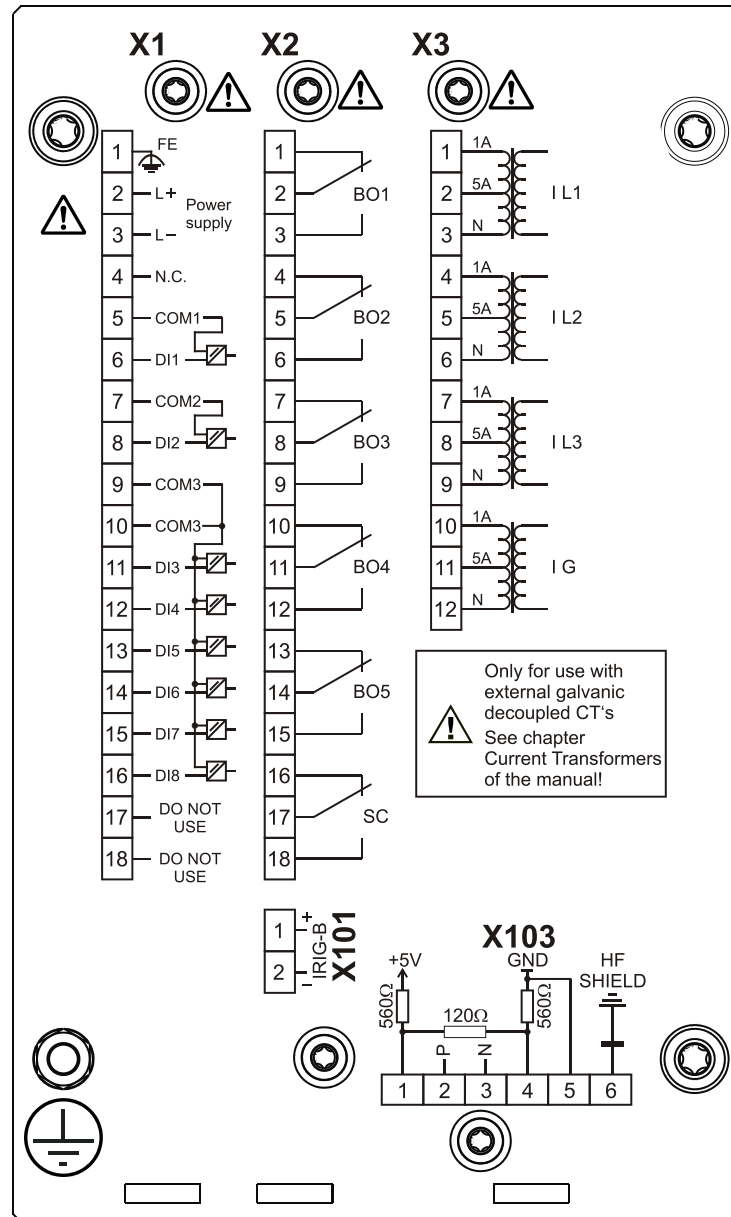 X1 X2 X3
1 FE
2 L+
Power
supply
3 L−
4 N.C.
5 COM1
6 DI1
7 COM2
8 DI2
9 COM3
10 COM3
11 DI3
12 DI4
13 DI5
14 DI6
15 DI7
16 DI8
17 DO NOT
USE
18 DO NOT
USE
1
2 BO1
3
4
5 BO2
6
7
8 BO3
9
10
11 BO4
12
13
14 BO5
15
16
17 SC
18
1 1A
2 5A I L1
3 N
4 1A
5 5A I L2
6 N
7 1A
8 5A I L3
9 N
10 1A
11 5A I G
12 N
Only for use with
external galvanic
decoupled CT‘s
See chapter
Current Transformers
of the manual!
1 +
2 −
IRIG-B
X101
X103
+5V GND HF
SHIELD
560Ω 120Ω 560Ω
P N
1 2 3 4 5 6